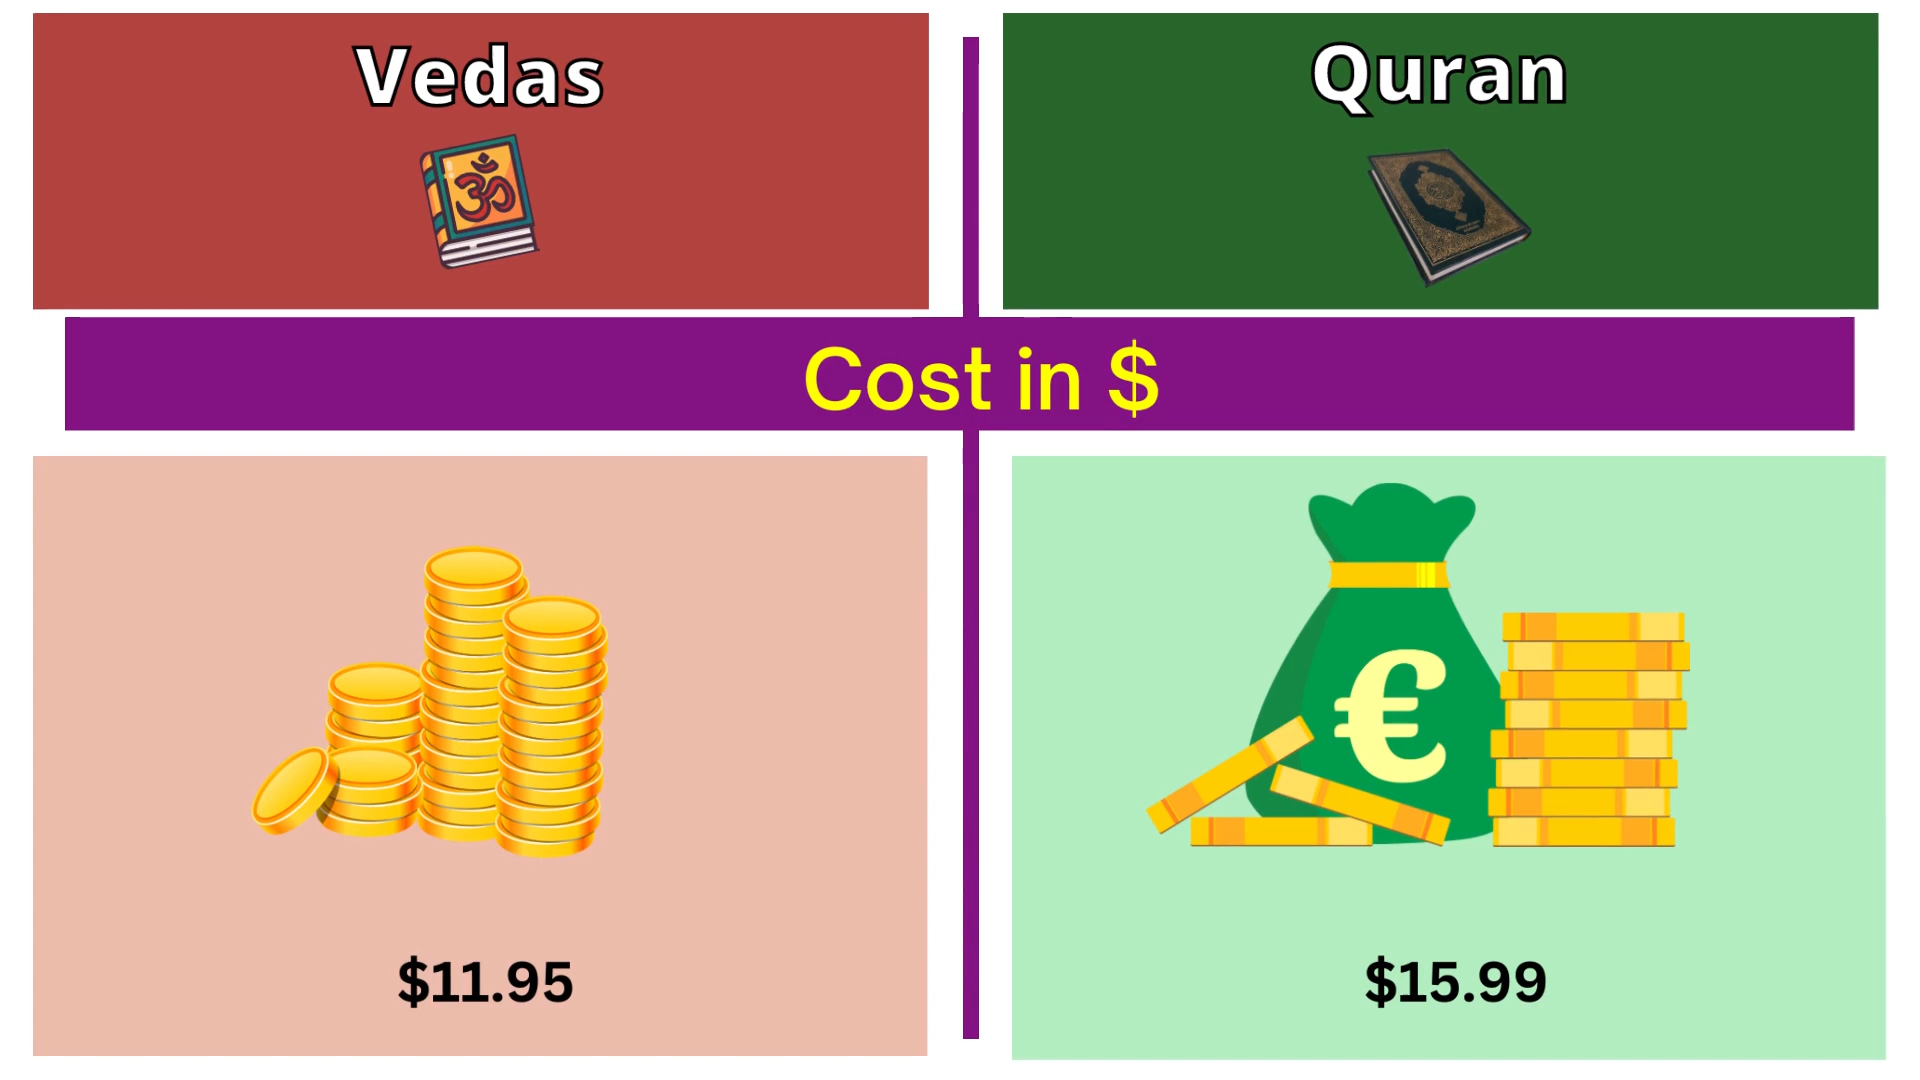 Vedas
Quran
ॐ
Cost in $
€
$11.95
$15.99